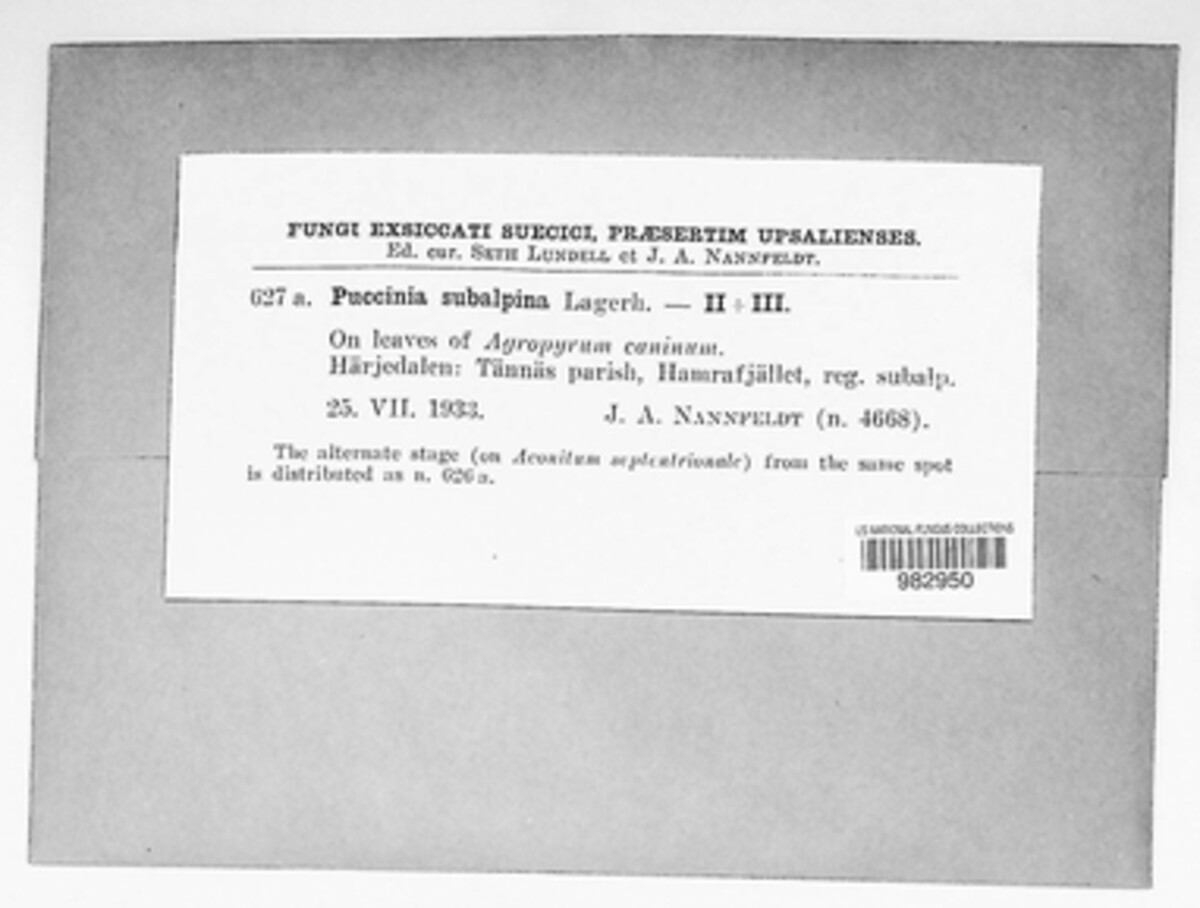 FUNGI EXSICCATI SUECICI, PRÆSERTIM UPSALIENSES.
Ed. cur. SETH LUNDELL et J. A. NANNFELDT.
627 a. Puccinia subalpina Lagerh. — II + III.
On leaves of Agropyrum caninum.
Härjedalen: Tännäs parish, Hamrafjället, reg. subalp.
25. VII. 1933. J. A. NANNFELDT (n. 4668).
The alternate stage (on Aconitum septentrionale) from the same spot
is distributed as n. 626 a.
US NATIONAL FUNGUS COLLECTIONS
982950